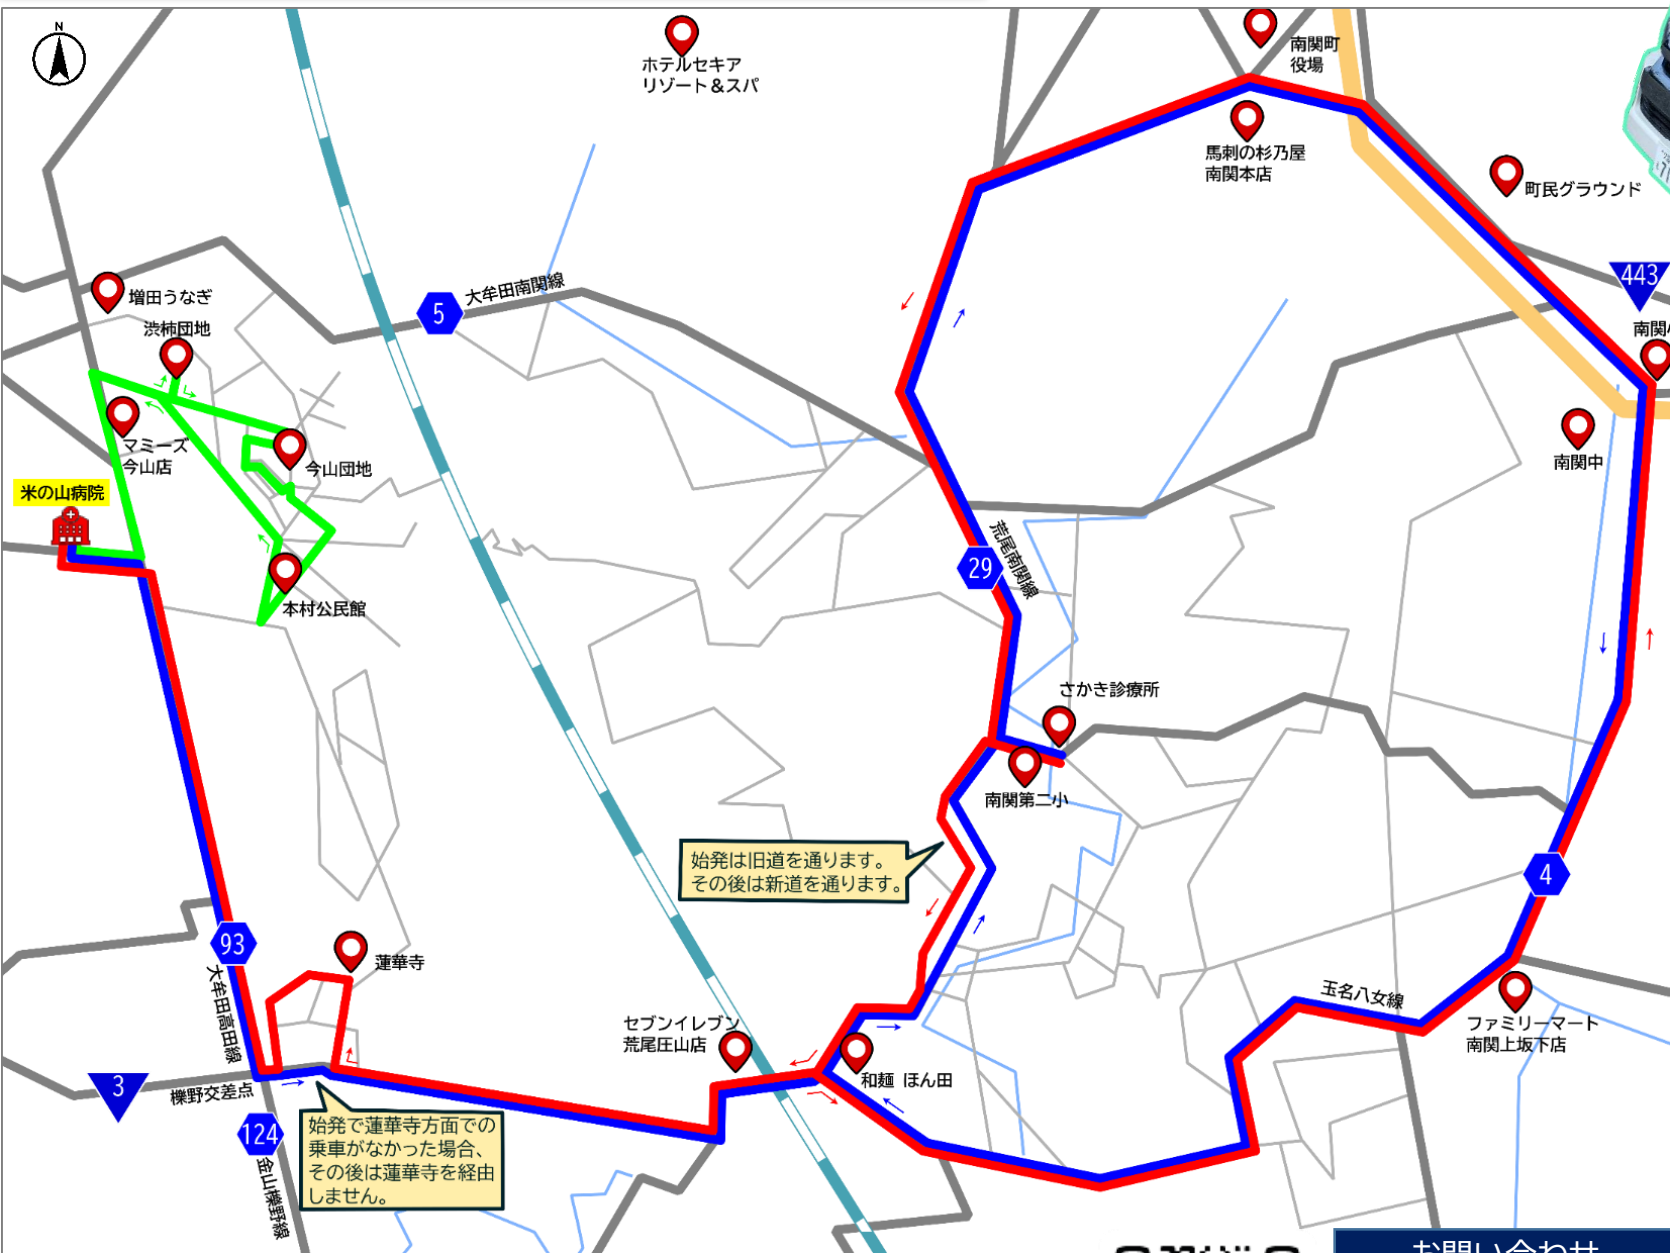 N
ホテルセキア
リゾート＆スパ
南関町
役場
馬刺の杉乃屋
南関本店
町民グラウンド
443
増田うなぎ
渋柿団地
5
大牟田南関線
マミーズ
今山店
今山団地
米の山病院
本村公民館
南関中
29
荒尾南関線
さかき診療所
南関第二小
始発は旧道を通ります。
その後は新道を通ります。
4
93
大牟田高田線
蓮華寺
セブンイレブン
荒尾庄山店
和麺 ほん田
玉名八女線
ファミリーマート
南関上坂下店
3
櫟野交差点
124
金山櫟野線
始発で蓮華寺方面での
乗車がなかった場合、
その後は蓮華寺を経由
しません。
お問い合わせ